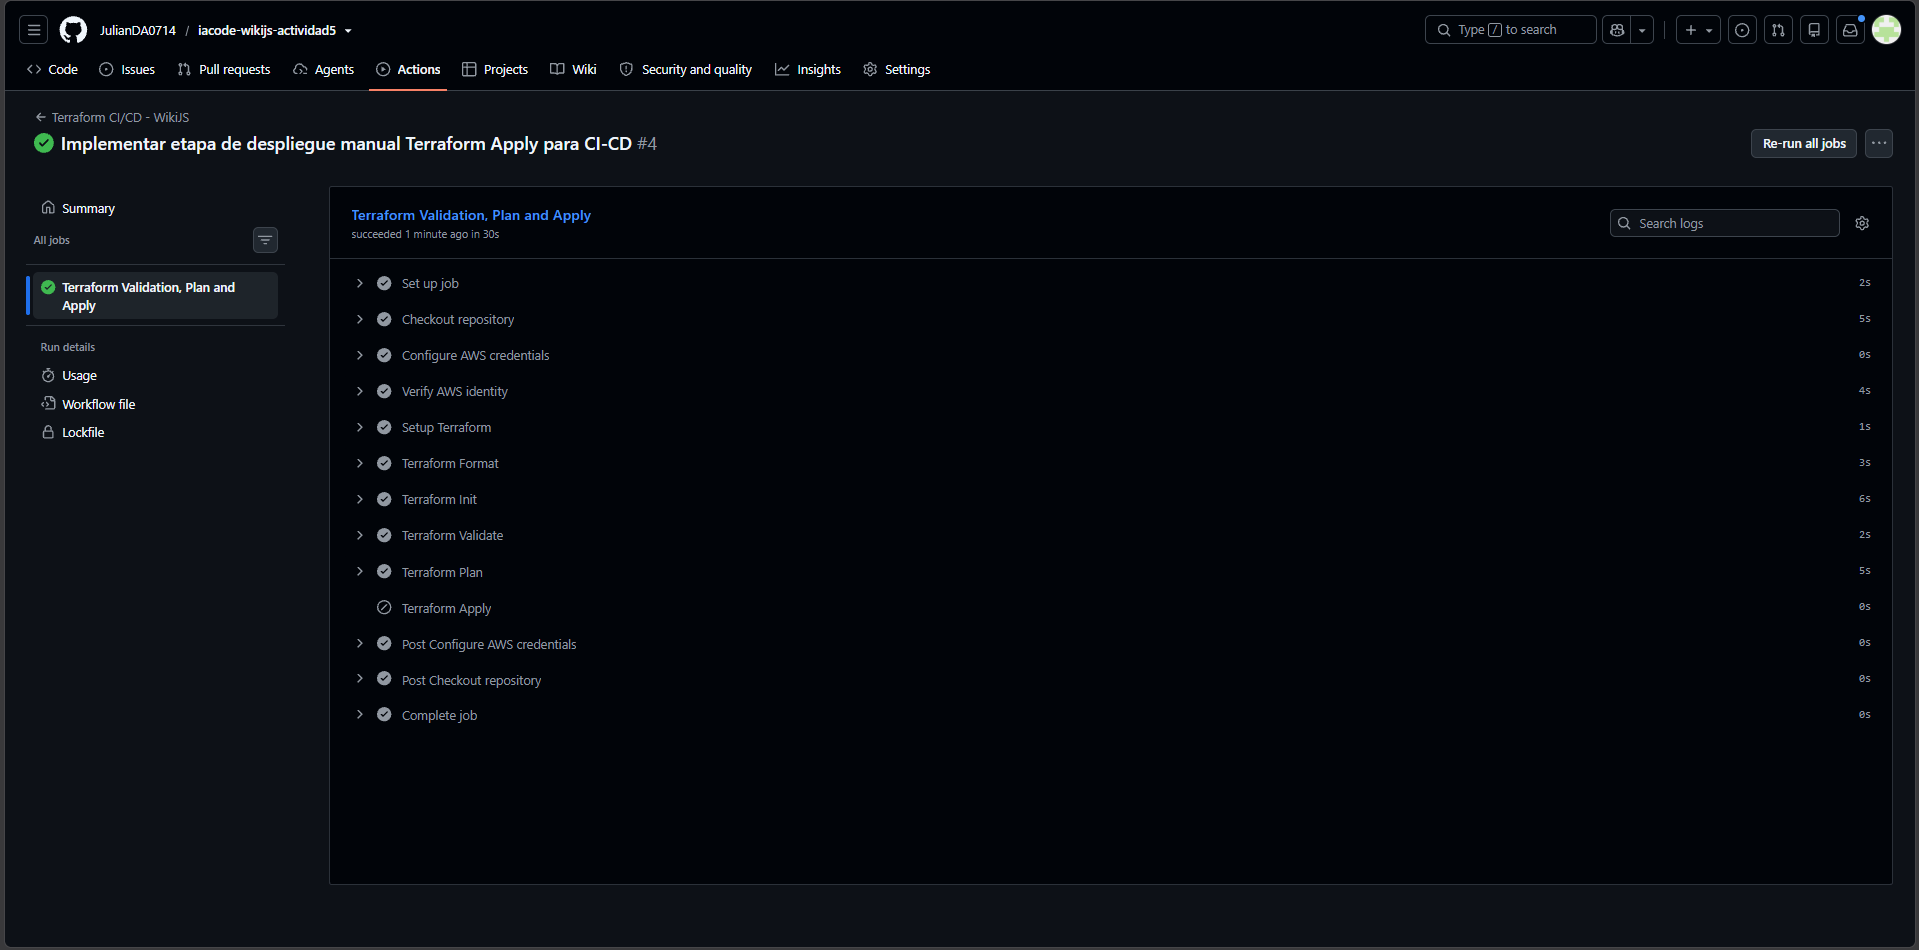 JulianDA0714 / iacode-wikijs-actividad5
Type / to search
Code Issues Pull requests Agents Actions Projects Wiki Security and quality Insights Settings
← Terraform CI/CD - WikiJS
Implementar etapa de despliegue manual Terraform Apply para CI-CD #4
Re-run all jobs
Summary
All jobs
Terraform Validation, Plan and
Apply
Run details
Usage
Workflow file
Lockfile
Terraform Validation, Plan and Apply
succeeded 1 minute ago in 30s
Search logs
Set up job 2s
Checkout repository 5s
Configure AWS credentials 0s
Verify AWS identity 4s
Setup Terraform 1s
Terraform Format 3s
Terraform Init 6s
Terraform Validate 2s
Terraform Plan 5s
Terraform Apply 0s
Post Configure AWS credentials 0s
Post Checkout repository 0s
Complete job 0s